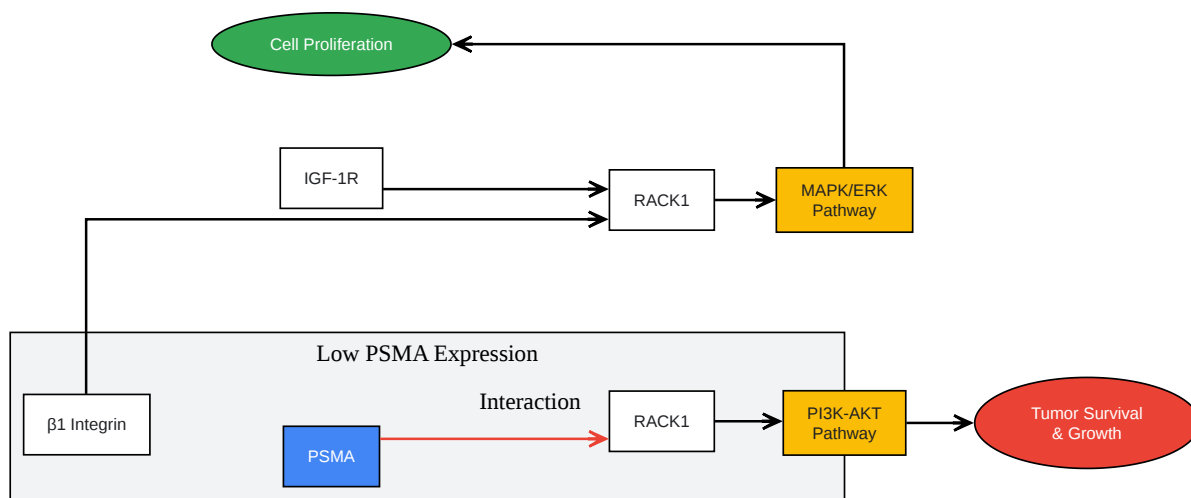 Cell Proliferation
IGF-1R
RACK1
MAPK/ERK
Pathway
Low PSMA Expression
β1 Integrin
Interaction
PSMA
RACK1
PI3K-AKT
Pathway
Tumor Survival
& Growth